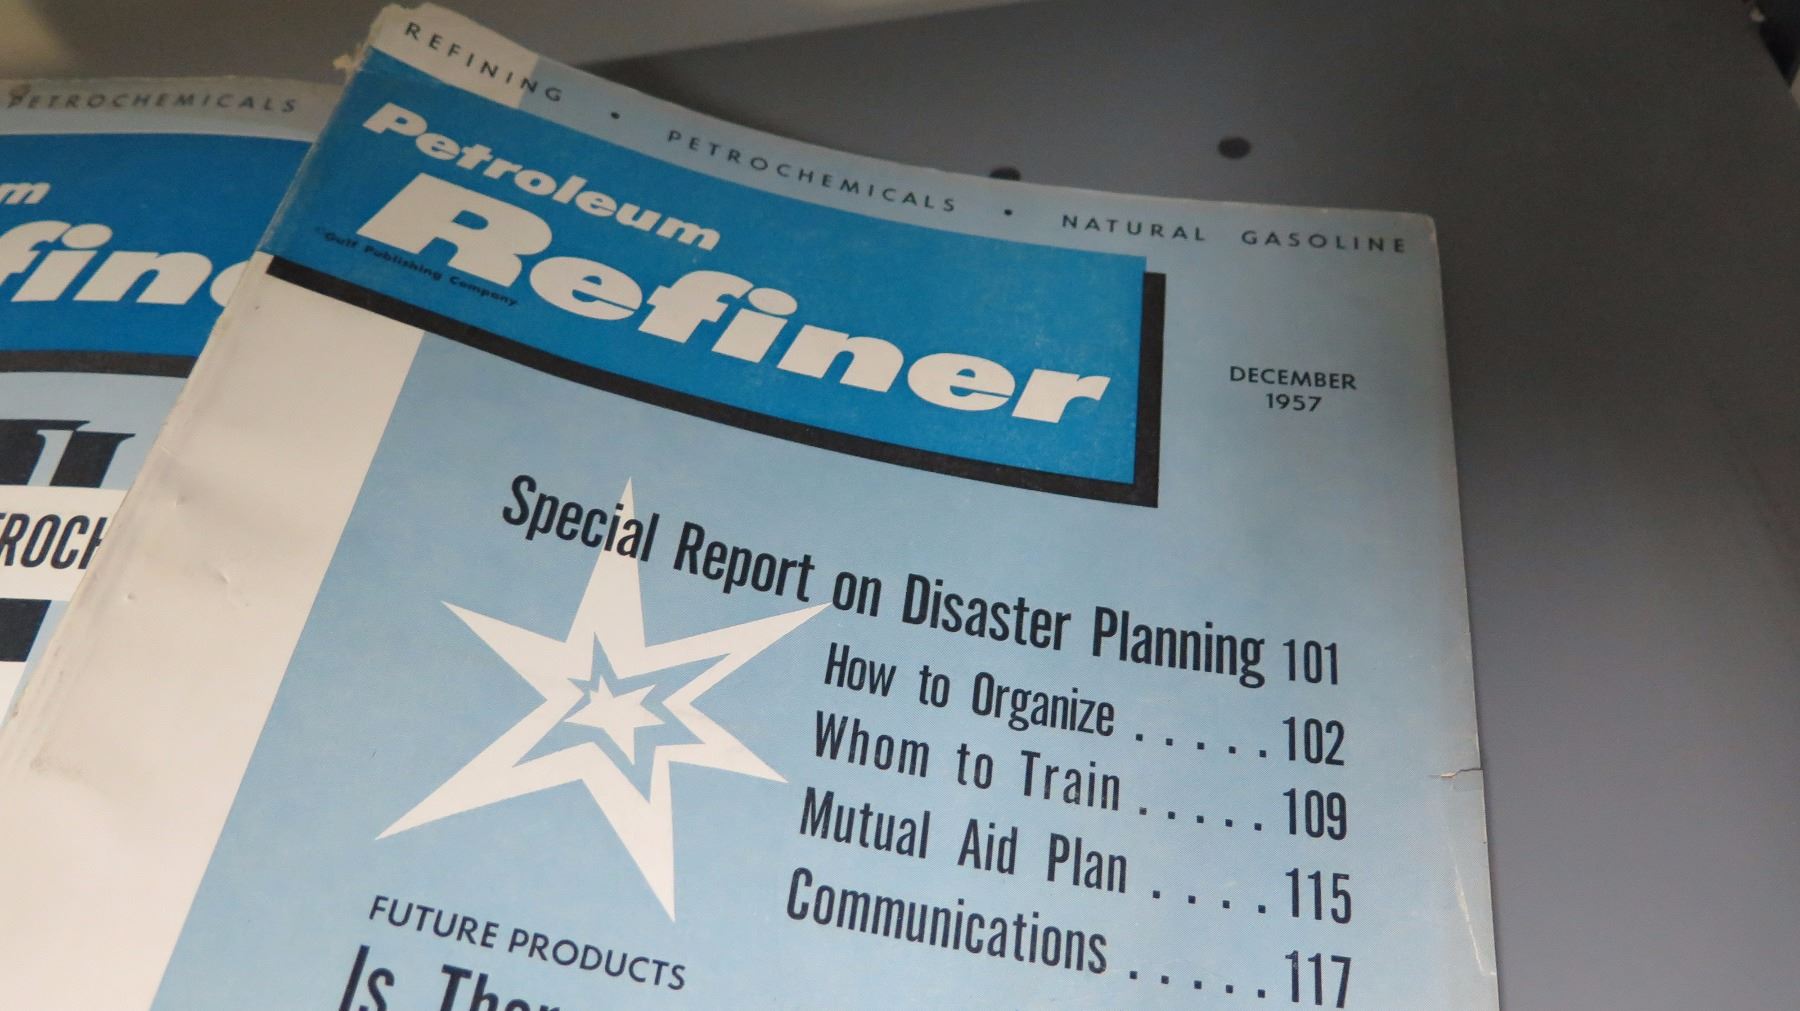 REFINING • PETROCHEMICALS • NATURAL GASOLINE
Petroleum
Refiner
Gulf Publishing Company
DECEMBER
1957
Special Report on Disaster Planning 101
How to Organize . . . . . 102
Whom to Train . . . . . 109
Mutual Aid Plan . . . . 115
Communications . . . . . 117
FUTURE PRODUCTS
Is
PETROCHEMICALS